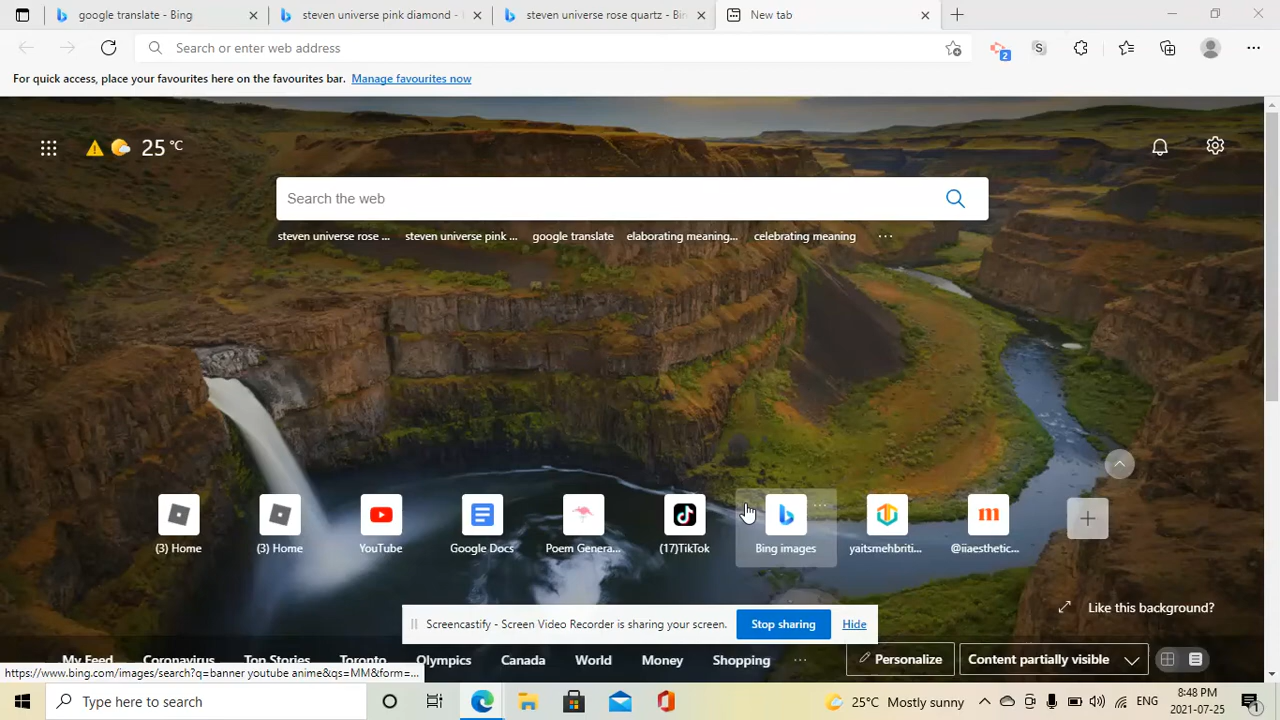 google translate - Bing
steven universe pink diamond -
steven universe rose quartz - Bin
New tab
Search or enter web address
2
For quick access, place your favourites here on the favourites bar. Manage favourites now
25 °C
Search the web
steven universe rose ...
steven universe pink ...
google translate
elaborating meaning...
celebrating meaning
(3) Home
(3) Home
YouTube
Google Docs
Poem Genera...
(17)TikTok
Bing images
yaitsmehbriti...
@iiaesthetic...
Like this background?
Screencastify - Screen Video Recorder is sharing your screen. Stop sharing Hide
My Feed Coronavirus Top Stories Toronto Olympics Canada World Money Shopping ...
Personalize
Content partially visible
https://www.bing.com/images/search?q=banner youtube anime&qs=MM&form=...
Type here to search
25°C Mostly sunny
ENG
8:48 PM
2021-07-25
1